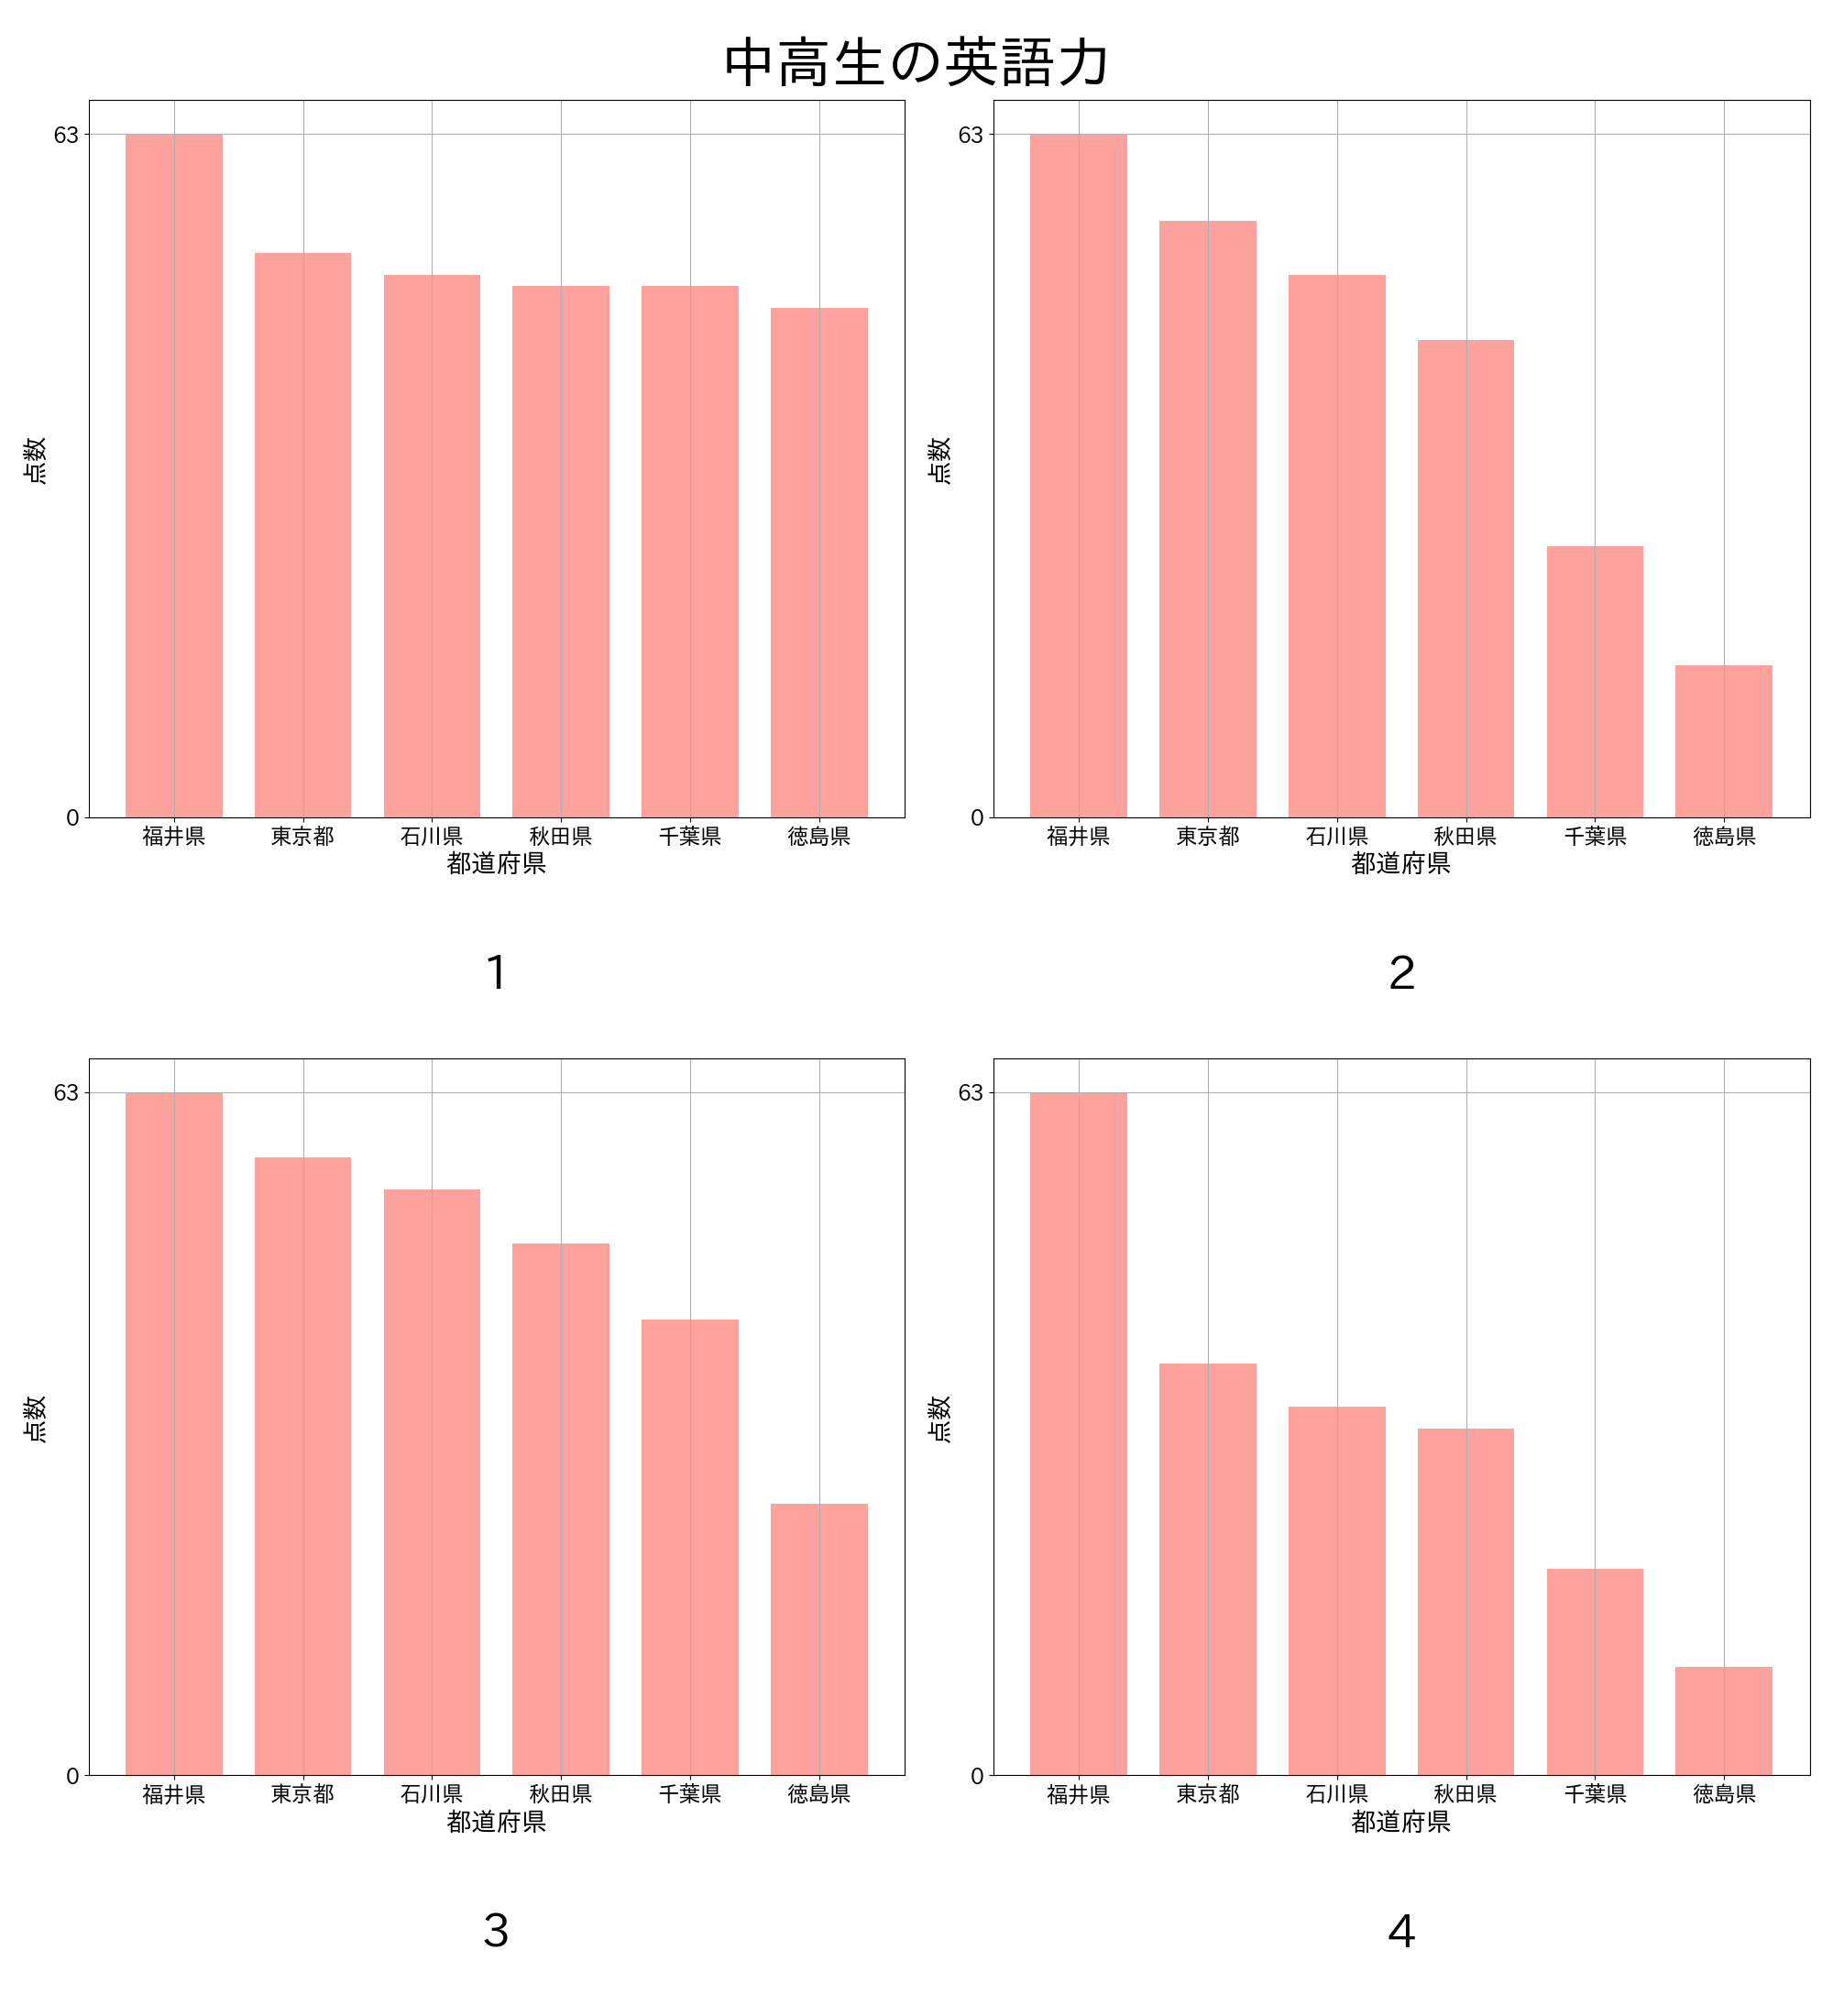 中高生の英語力
63
0
点数
福井県 東京都 石川県 秋田県 千葉県 徳島県
都道府県
1
63
0
点数
福井県 東京都 石川県 秋田県 千葉県 徳島県
都道府県
2
63
0
点数
福井県 東京都 石川県 秋田県 千葉県 徳島県
都道府県
3
63
0
点数
福井県 東京都 石川県 秋田県 千葉県 徳島県
都道府県
4